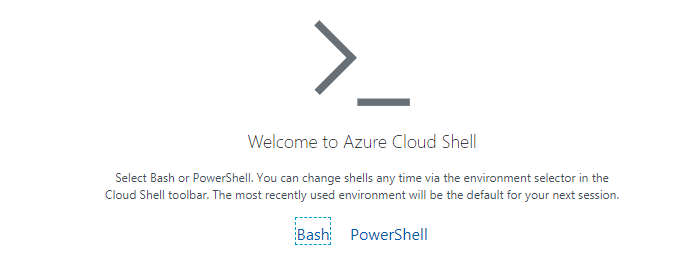 Welcome to Azure Cloud Shell
Select Bash or PowerShell. You can change shells any time via the environment selector in the
Cloud Shell toolbar. The most recently used environment will be the default for your next session.
Bash PowerShell